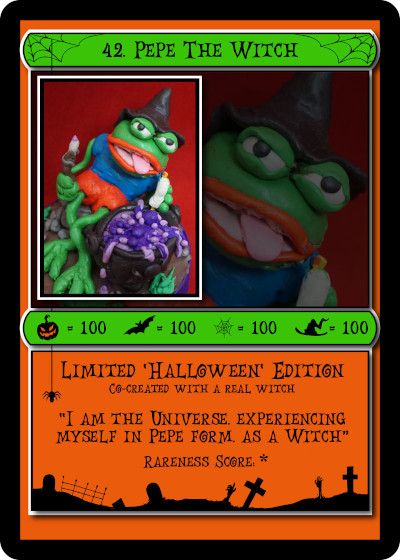 42. Pepe The Witch
= 100 = 100 = 100 = 100
Limited 'Halloween' Edition
Co-created with a real witch
"I am the Universe, experiencing
myself in Pepe form, as a Witch"
Rareness Score: *